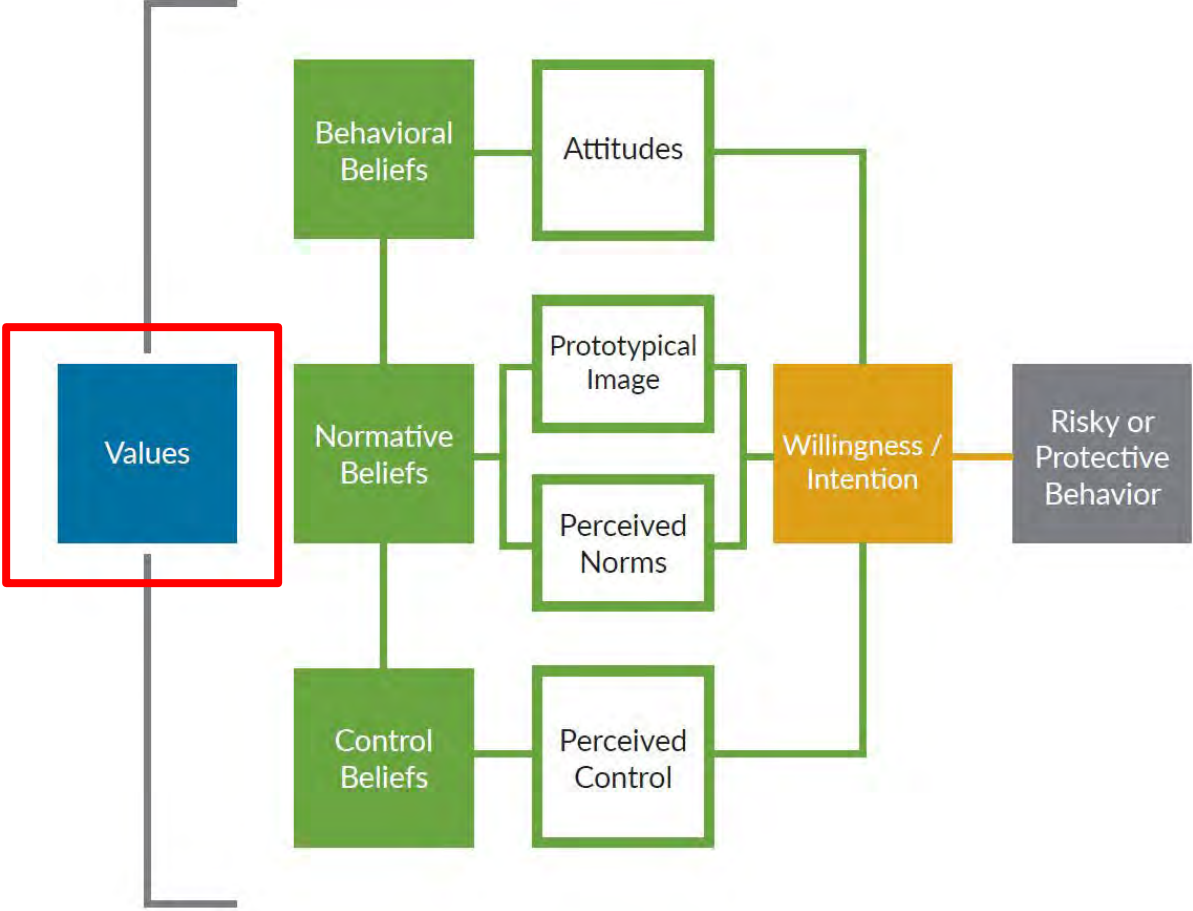 Behavioral
Beliefs
Attitudes
Prototypical
Image
Values
Normative
Beliefs
Willingness /
Intention
Risky or
Protective
Behavior
Perceived
Norms
Control
Beliefs
Perceived
Control